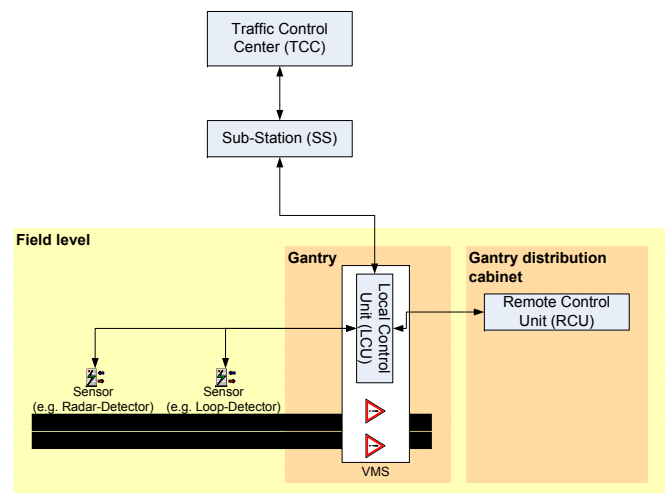 Traffic Control
Center (TCC)
Sub-Station (SS)
Field level
Gantry
Gantry distribution
cabinet
Local Control
Unit (LCU)
Remote Control
Unit (RCU)
Sensor
(e.g. Radar-Detector)
Sensor
(e.g. Loop-Detector)
VMS